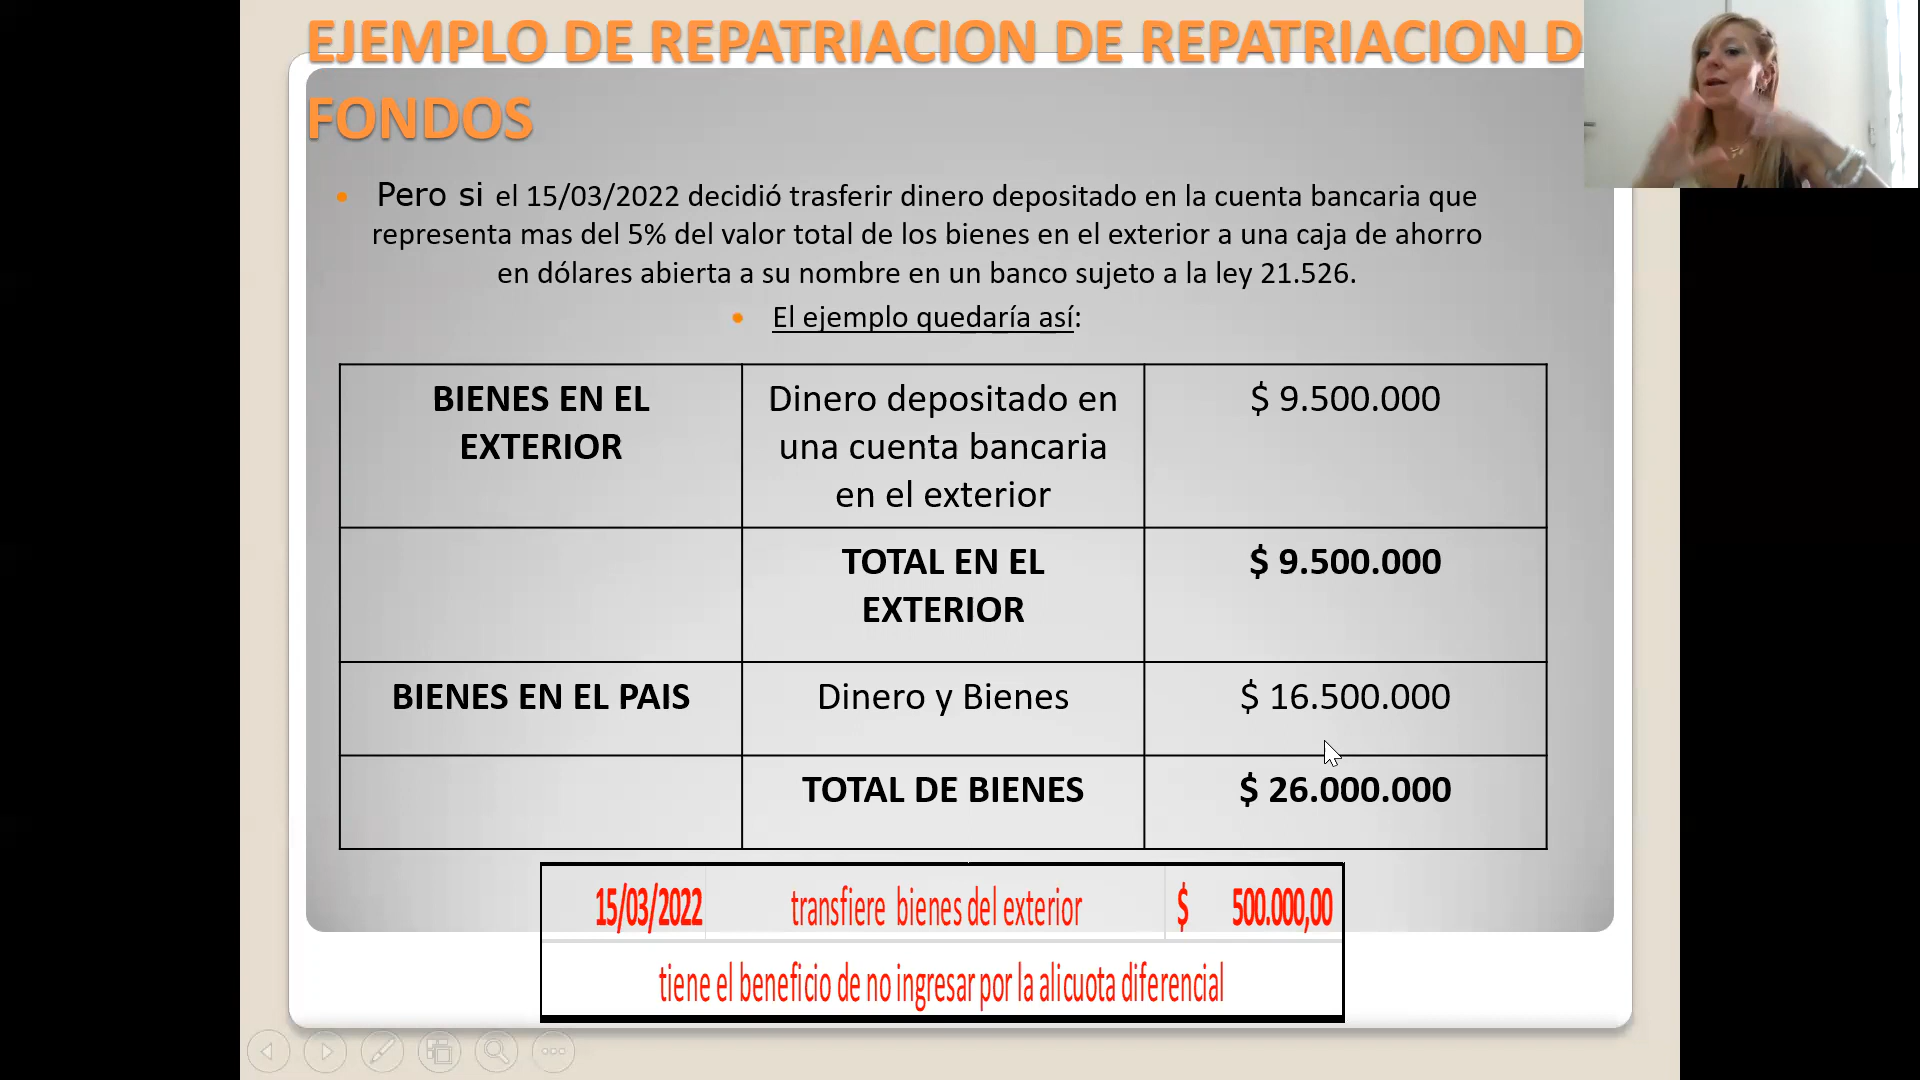 EJEMPLO DE REPATRIACION DE REPATRIACION D
FONDOS
Pero si el 15/03/2022 decidió trasferir dinero depositado en la cuenta bancaria que
representa mas del 5% del valor total de los bienes en el exterior a una caja de ahorro
en dólares abierta a su nombre en un banco sujeto a la ley 21.526.
El ejemplo quedaría así:
BIENES EN EL
EXTERIOR
Dinero depositado en
una cuenta bancaria
en el exterior
$ 9.500.000
TOTAL EN EL
EXTERIOR
$ 9.500.000
BIENES EN EL PAIS
Dinero y Bienes
$ 16.500.000
TOTAL DE BIENES
$ 26.000.000
15/03/2022 transfiere bienes del exterior $ 500.000,00
tiene el beneficio de no ingresar por la alicuota diferencial